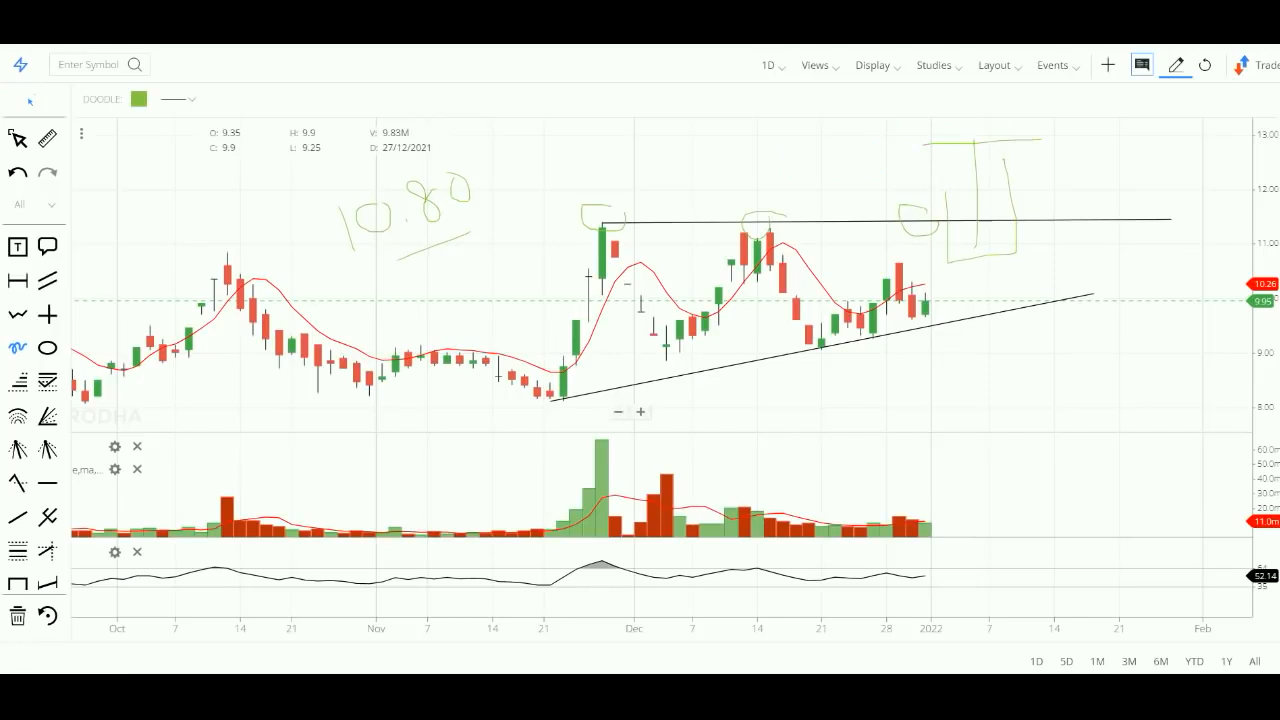 Enter Symbol 1D Views Display Studies Layout Events Trade
DOODLE:
O: 9.35 H: 9.9 V: 9.83M
C: 9.9 L: 9.25 D: 27/12/2021
10.80
13.00
12.00
11.00
10.26
9.95
9.00
8.00
All
T
RODHA
60.0m
50.0m
40.0m
30.0m
20.0m
11.0m
e,ma,...
52.14
35
Oct 7 14 21 Nov 7 14 21 Dec 7 14 21 28 2022 7 14 21 Feb
1D 5D 1M 3M 6M YTD 1Y All